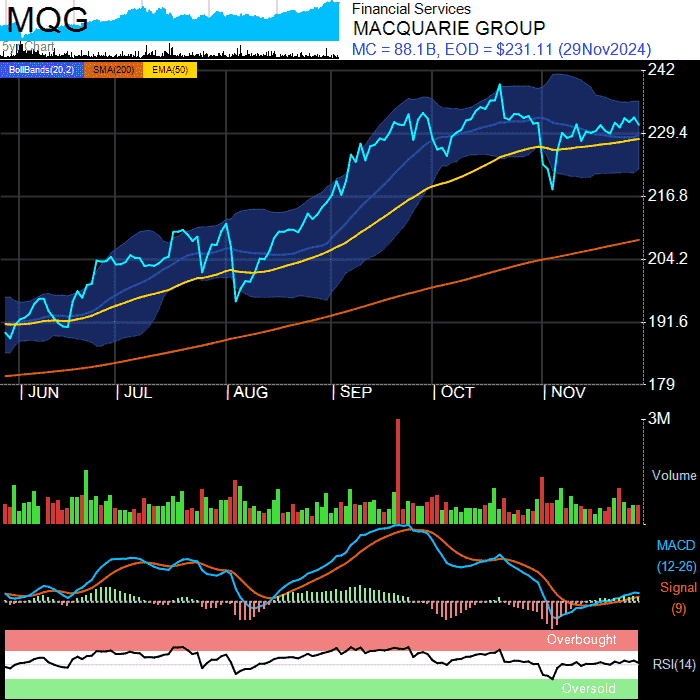 MQG
Financial Services
MACQUARIE GROUP
5yr Chart
MC = 88.1B, EOD = $231.11 (29Nov2024)
BollBands(20,2) SMA(200) EMA(50)
242
229.4
216.8
204.2
191.6
179
JUN JUL AUG SEP OCT NOV
3M
Volume
MACD
(12-26)
Signal
(9)
Overbought
RSI(14)
Oversold